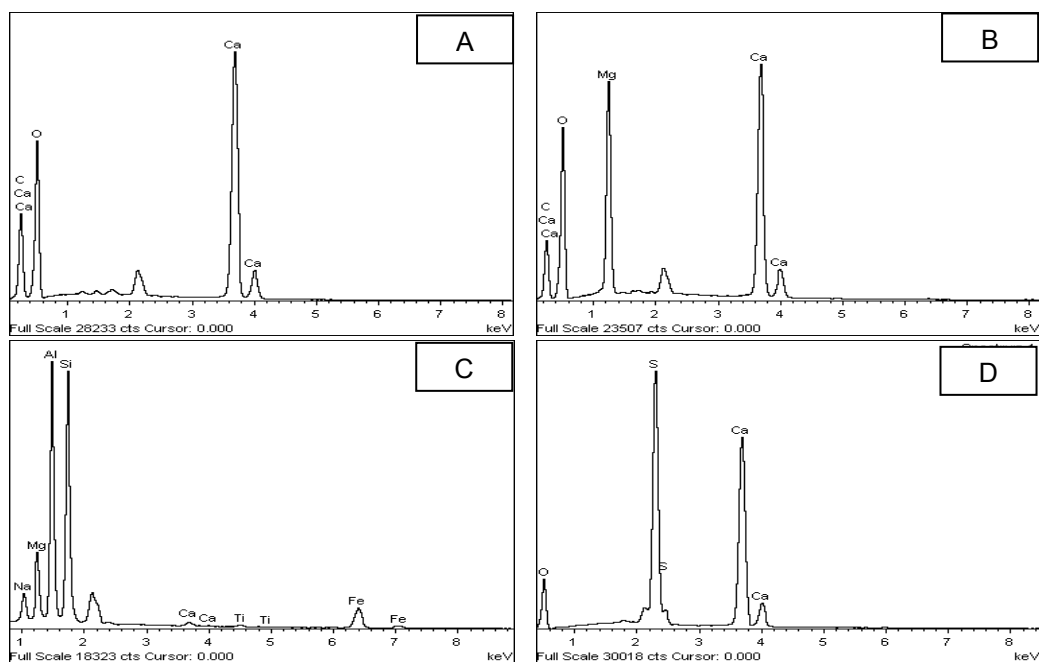 A
Ca
O
C
Ca
Ca
Ca
1 2 3 4 5 6 7 8
Full Scale 28233 cts Cursor: 0.000 keV
B
Ca
Mg
O
C
Ca
Ca
Ca
1 2 3 4 5 6 7 8
Full Scale 23507 cts Cursor: 0.000 keV
C
Al
Si
Mg
Na
Ca
Ca
Ti
Ti
Fe
Fe
1 2 3 4 5 6 7 8
Full Scale 18323 cts Cursor: 0.000 keV
D
S
Ca
S
O
Ca
1 2 3 4 5 6 7 8
Full Scale 30018 cts Cursor: 0.000 keV